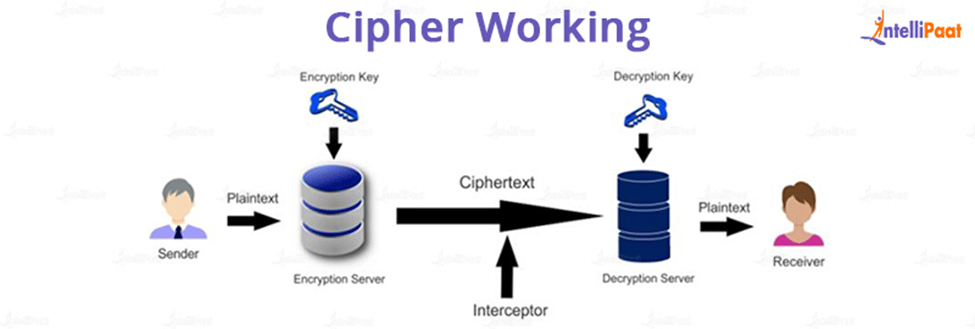 Cipher Working
INTELLIPAAT
Encryption Key
Decryption Key
Ciphertext
Plaintext
Plaintext
Sender
Encryption Server
Decryption Server
Receiver
Interceptor